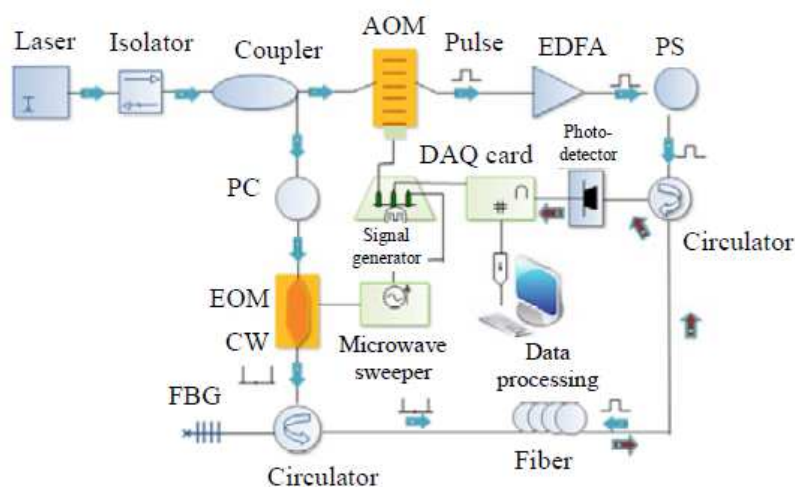 Laser
Isolator
Coupler
AOM
Pulse
EDFA
PS
PC
DAQ card
Photo-
detector
Signal
generator
Circulator
EOM
CW
Microwave
sweeper
Data
processing
FBG
Circulator
Fiber